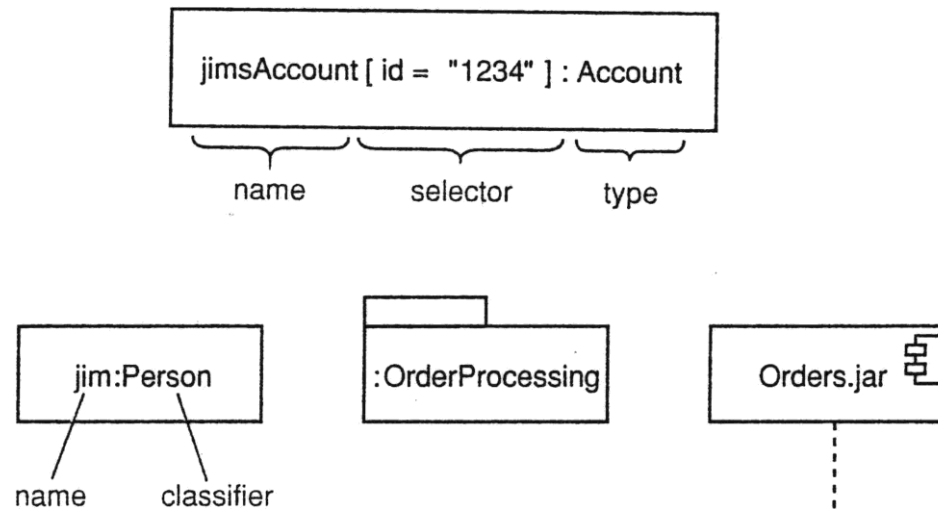 jimsAccount [ id = "1234" ] : Account
name selector type
jim:Person :OrderProcessing Orders.jar
name classifier